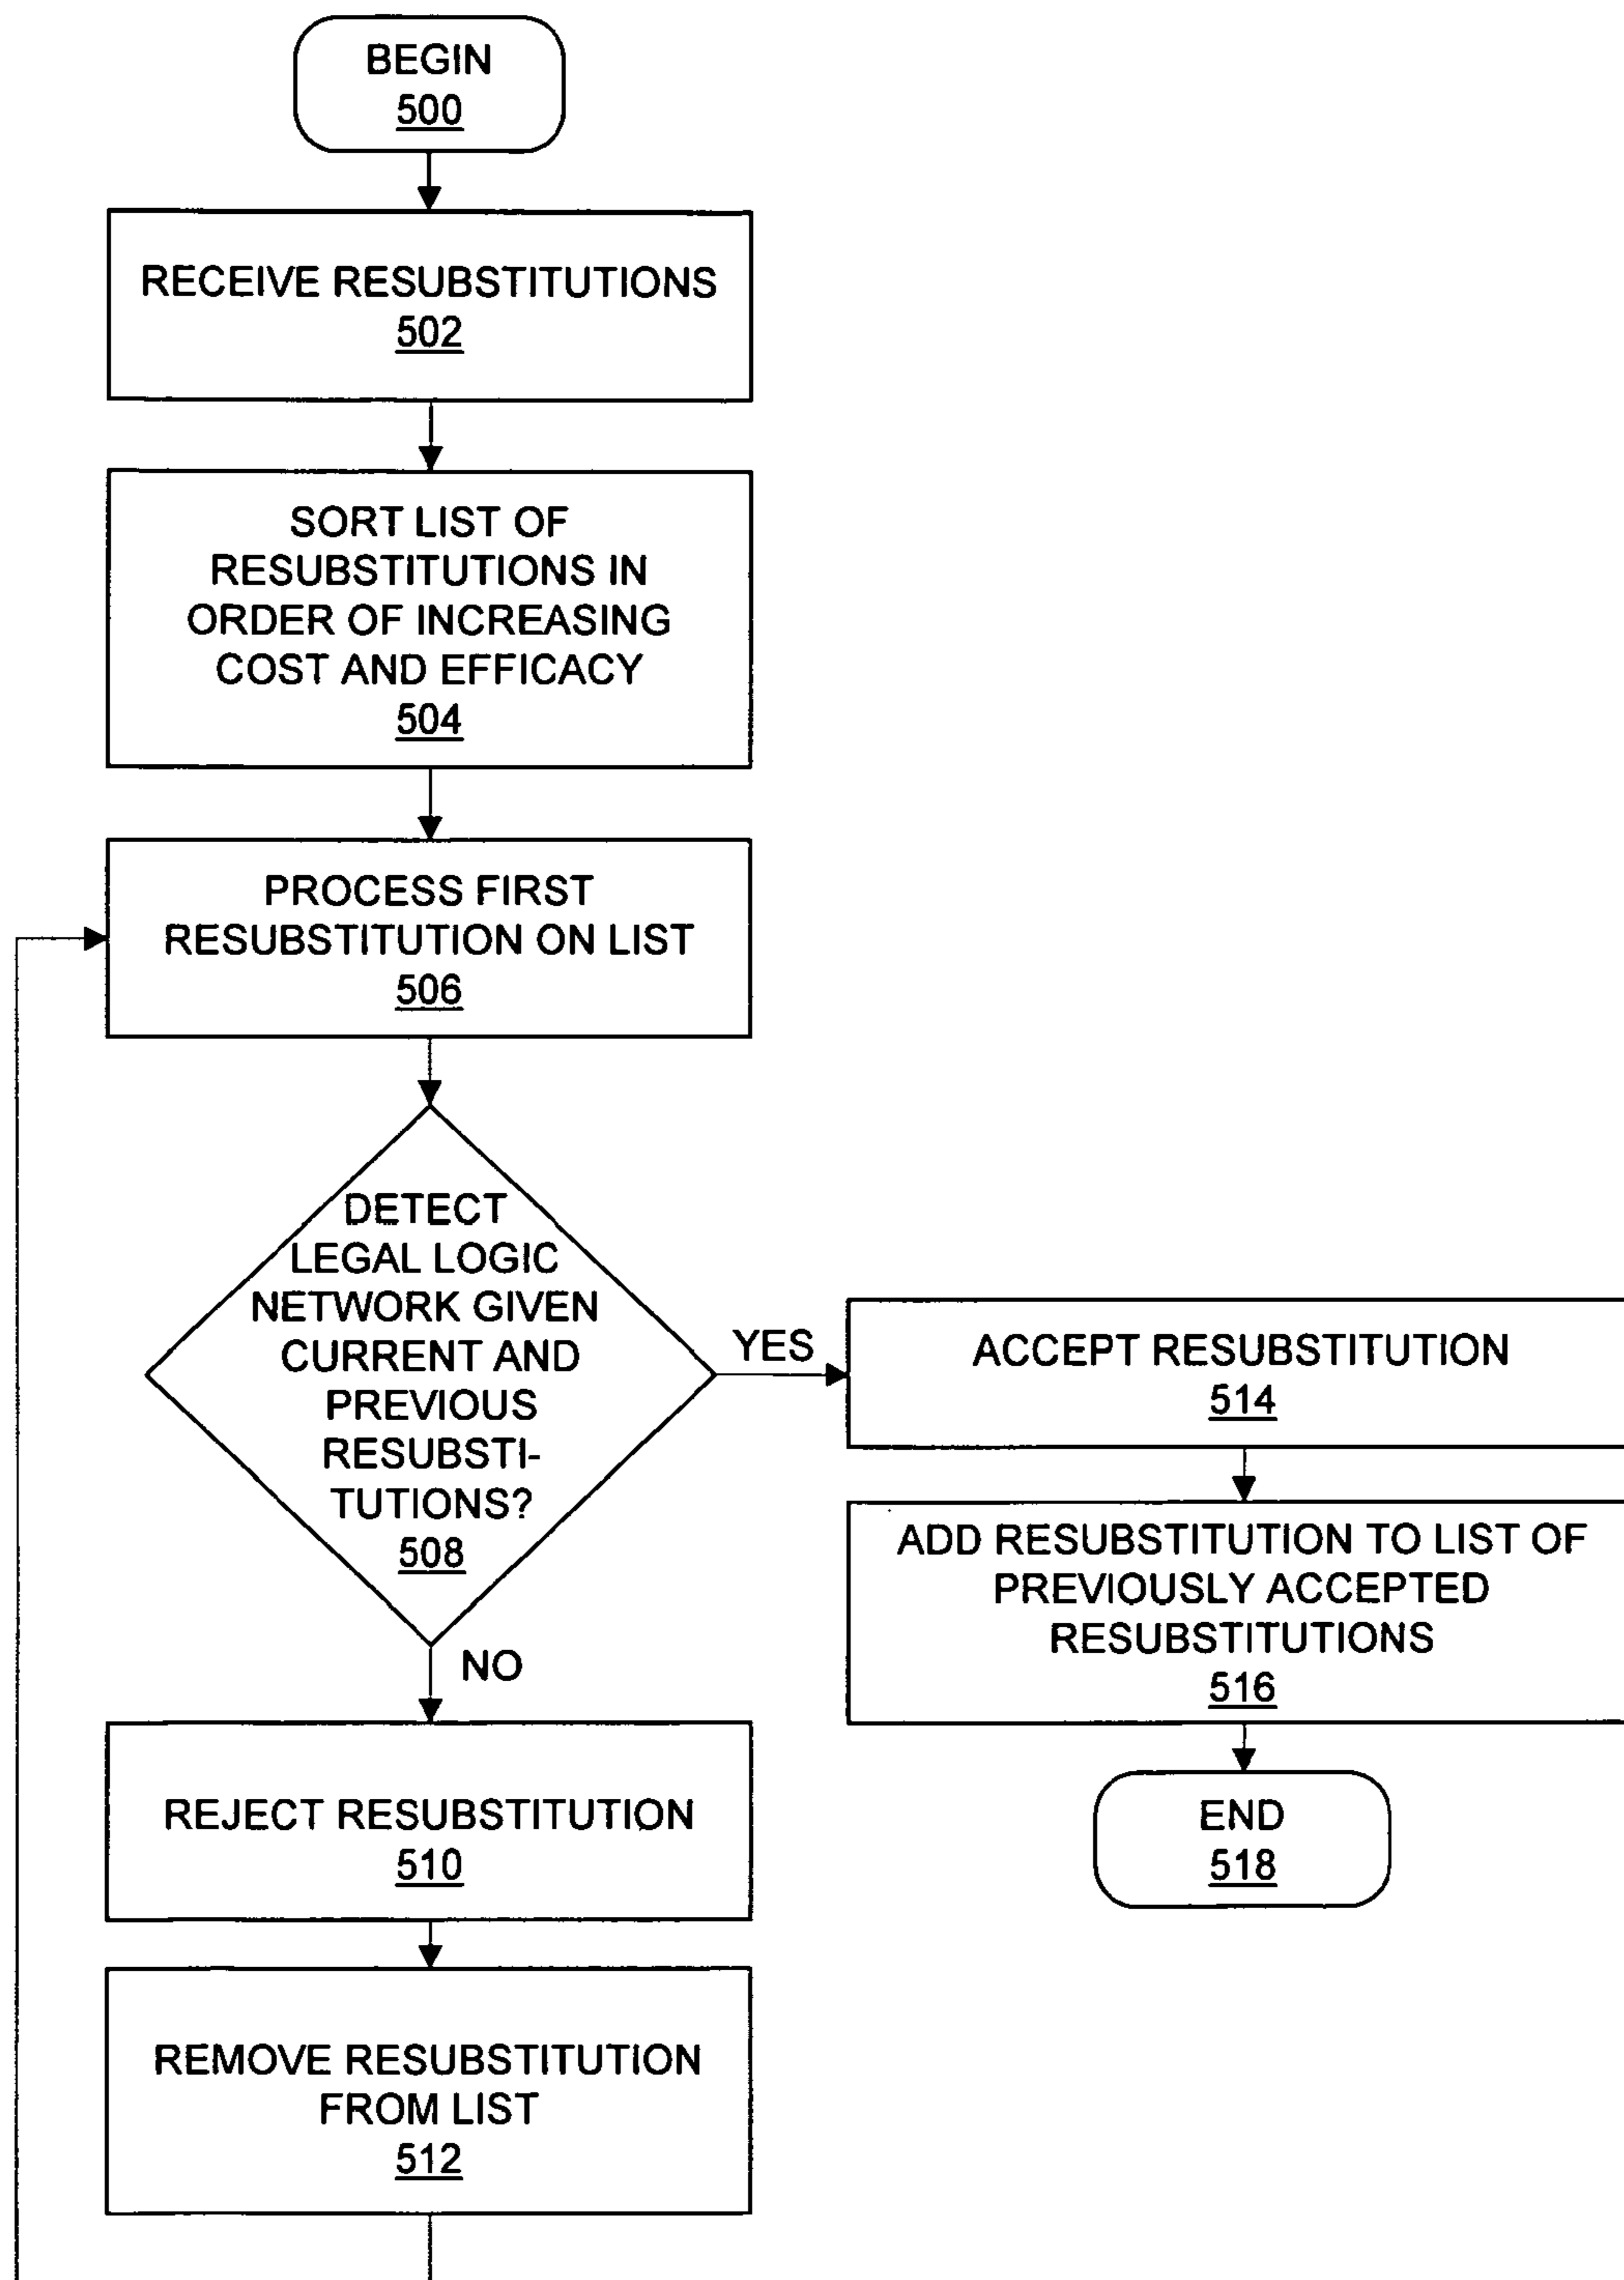 BEGIN
500
RECEIVE RESUBSTITUTIONS
502
SORT LIST OF
RESUBSTITUTIONS IN
ORDER OF INCREASING
COST AND EFFICACY
504
PROCESS FIRST
RESUBSTITUTION ON LIST
506
DETECT
LEGAL LOGIC
NETWORK GIVEN
CURRENT AND
PREVIOUS
RESUBSTI-
TUTIONS?
508
YES
NO
REJECT RESUBSTITUTION
510
REMOVE RESUBSTITUTION
FROM LIST
512
ACCEPT RESUBSTITUTION
514
ADD RESUBSTITUTION TO LIST OF
PREVIOUSLY ACCEPTED
RESUBSTITUTIONS
516
END
518